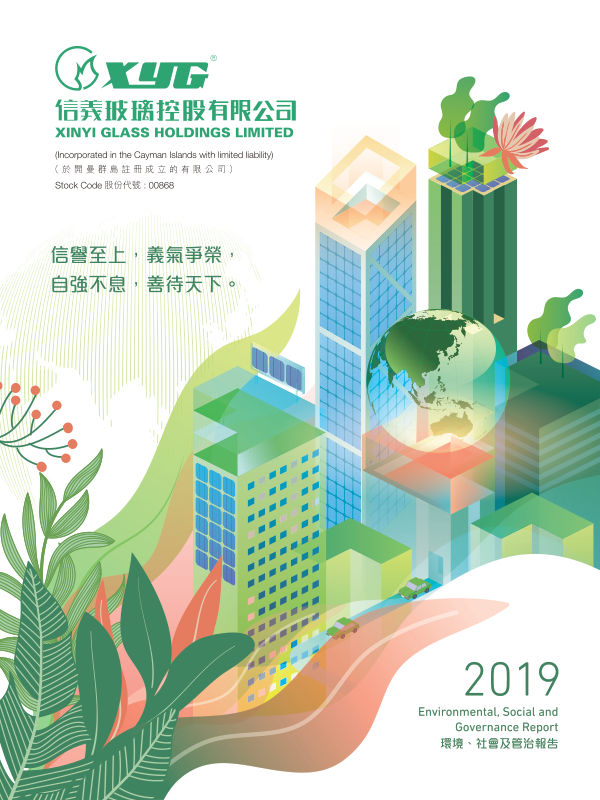 XYG®
信義玻璃控股有限公司
XINYI GLASS HOLDINGS LIMITED
(Incorporated in the Cayman Islands with limited liability)
（於開曼群島註冊成立的有限公司）
Stock Code 股份代號 : 00868
信譽至上，義氣爭榮，
自強不息，善待天下。
2019
Environmental, Social and
Governance Report
環境、社會及管治報告